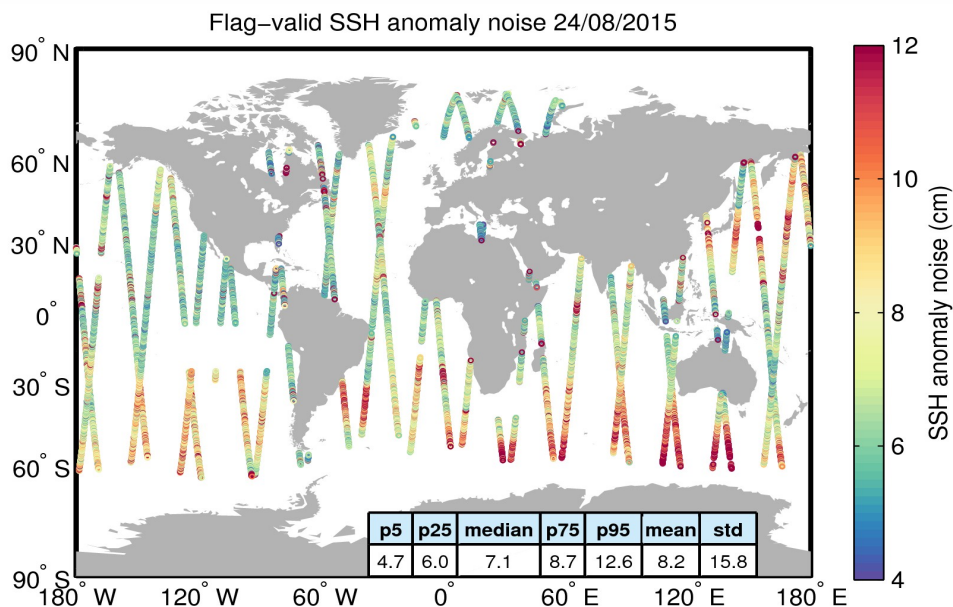 Flag−valid SSH anomaly noise 24/08/2015
90° N
60° N
30° N
0°
30° S
60° S
90° S
180° W
120° W
60° W
0°
60° E
120° E
180° E
p5 p25 median p75 p95 mean std
4.7 6.0 7.1 8.7 12.6 8.2 15.8
12
10
8
6
4
SSH anomaly noise (cm)